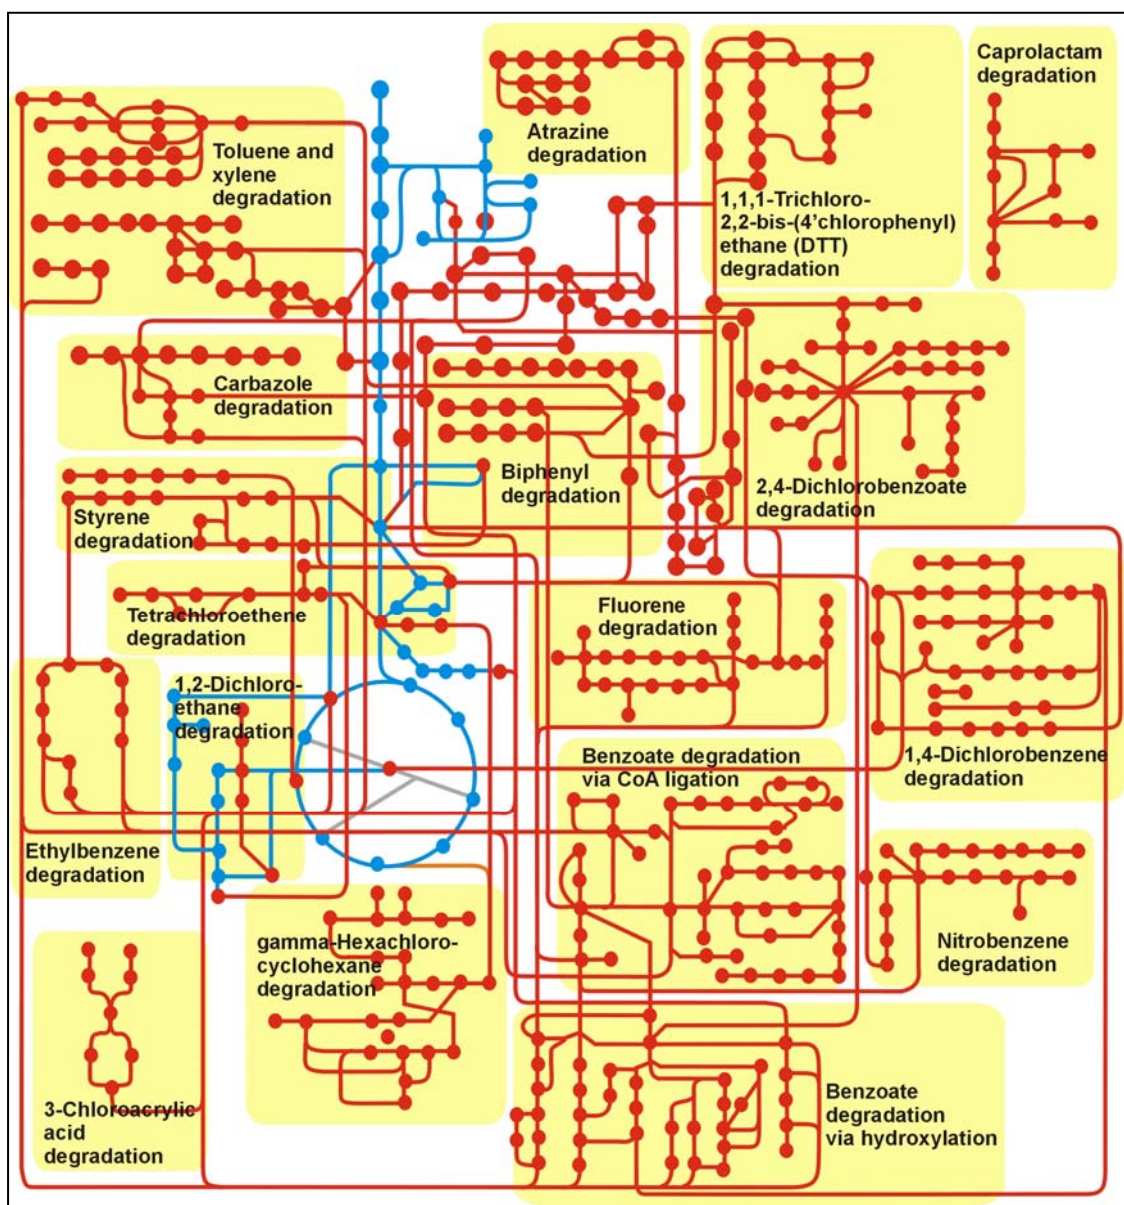 Atrazine
degradation
Caprolactam
degradation
Toluene and
xylene
degradation
1,1,1-Trichloro-
2,2-bis-(4'chlorophenyl)
ethane (DTT)
degradation
Carbazole
degradation
Biphenyl
degradation
2,4-Dichlorobenzoate
degradation
Styrene
degradation
Tetrachloroethene
degradation
Fluorene
degradation
1,2-Dichloro-
ethane
degradation
Benzoate degradation
via CoA ligation
1,4-Dichlorobenzene
degradation
Ethylbenzene
degradation
gamma-Hexachloro-
cyclohexane
degradation
Nitrobenzene
degradation
3-Chloroacrylic
acid
degradation
Benzoate
degradation
via hydroxylation